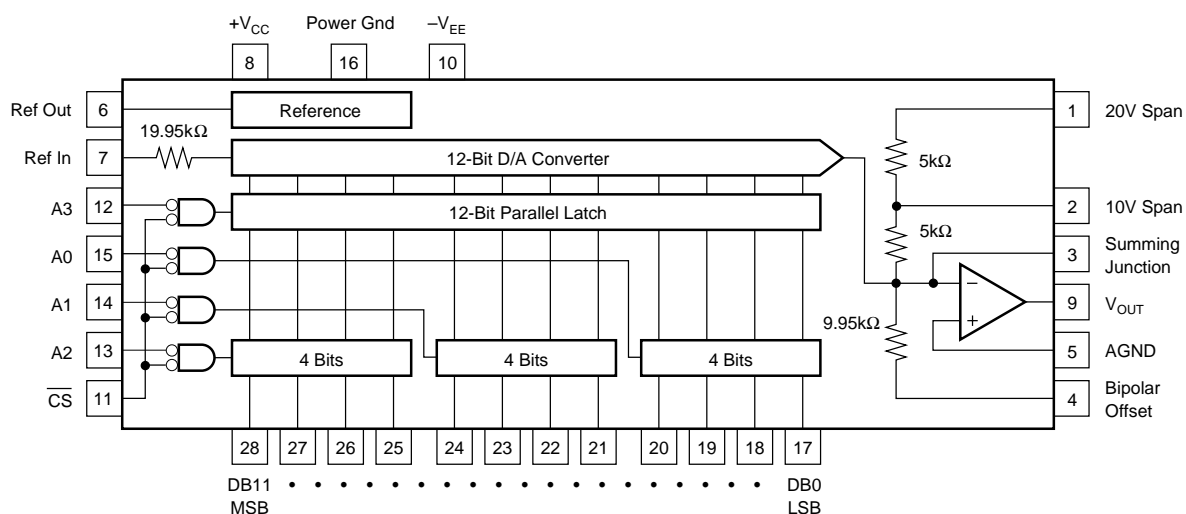 +VCC Power Gnd –VEE
8 16 10
Ref Out 6 Reference 1 20V Span
19.95kΩ
Ref In 7 12-Bit D/A Converter 5kΩ
A3 12 12-Bit Parallel Latch 2 10V Span
5kΩ
A0 15 3 Summing
Junction
A1 14 – 9 VOUT
9.95kΩ +
A2 13 4 Bits 4 Bits 4 Bits 5 AGND
CS 11 4 Bipolar
Offset
28 27 26 25 24 23 22 21 20 19 18 17
DB11 • • • • • • • • • • • • • • • • • • • DB0
MSB LSB